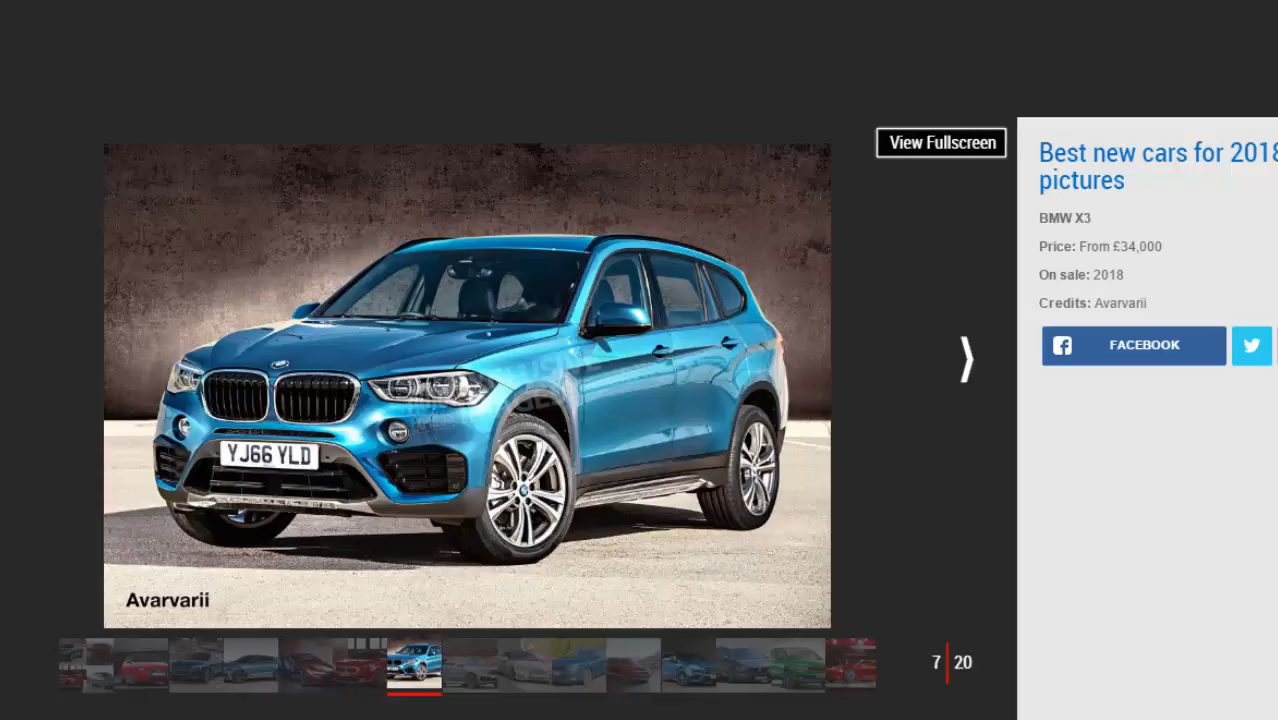 View Fullscreen
Best new cars for 2018
pictures
BMW X3
Price: From £34,000
On sale: 2018
Credits: Avarvarii
FACEBOOK
YJ66 YLD
Avarvarii
7 20